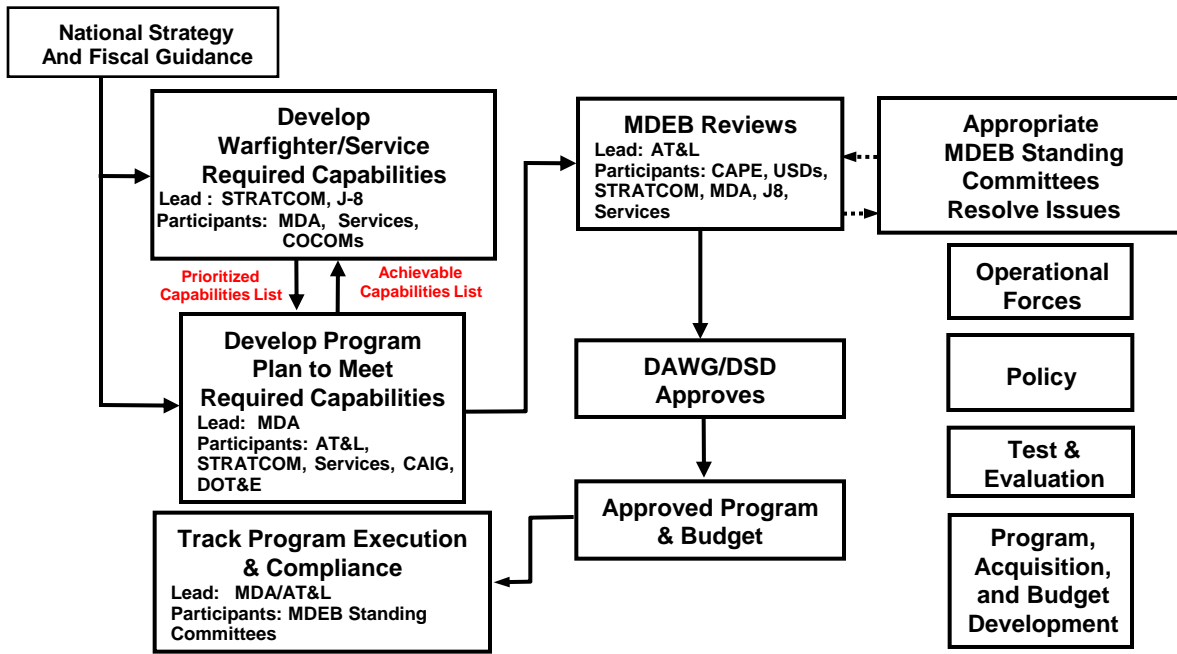 National Strategy
And Fiscal Guidance
Develop
Warfighter/Service
Required Capabilities
Lead : STRATCOM, J-8
Participants: MDA, Services,
COCOMs
Prioritized
Capabilities List
Achievable
Capabilities List
Develop Program
Plan to Meet
Required Capabilities
Lead: MDA
Participants: AT&L,
STRATCOM, Services, CAIG,
DOT&E
Track Program Execution
& Compliance
Lead: MDA/AT&L
Participants: MDEB Standing
Committees
MDEB Reviews
Lead: AT&L
Participants: CAPE, USDs,
STRATCOM, MDA, J8,
Services
DAWG/DSD
Approves
Approved Program
& Budget
Appropriate
MDEB Standing
Committees
Resolve Issues
Operational
Forces
Policy
Test &
Evaluation
Program,
Acquisition,
and Budget
Development